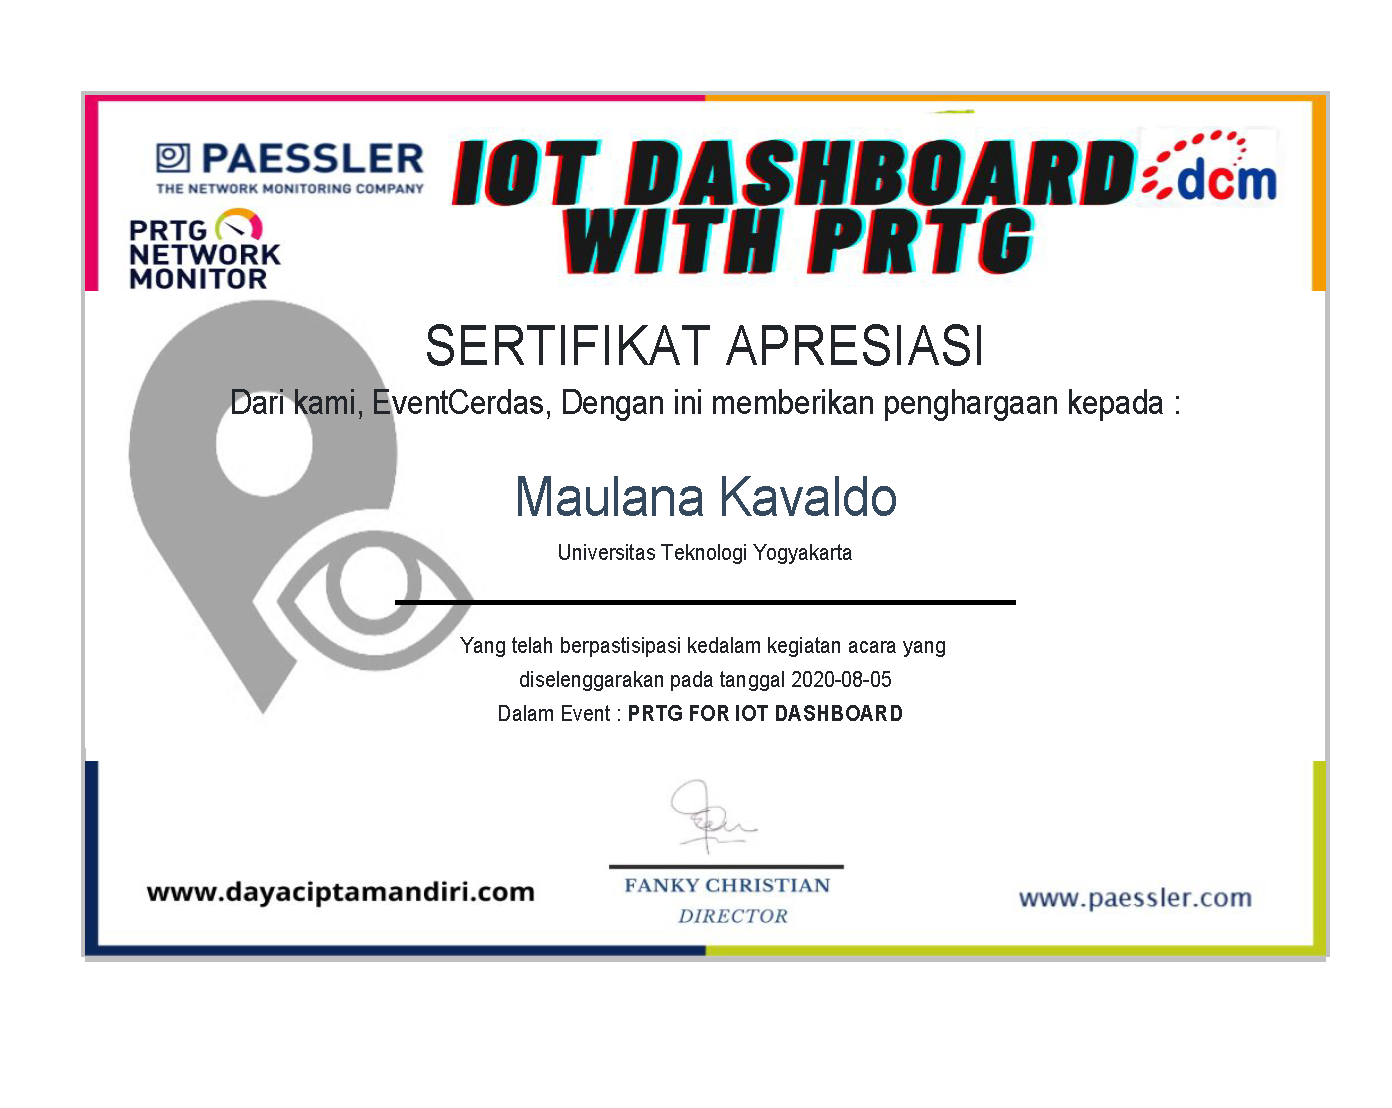 PAESSLER
THE NETWORK MONITORING COMPANY
IOT DASHBOARD
WITH PRTG
dcm
PRTG
NETWORK
MONITOR
SERTIFIKAT APRESIASI
Dari kami, EventCerdas, Dengan ini memberikan penghargaan kepada :
Maulana Kavaldo
Universitas Teknologi Yogyakarta
Yang telah berpastisipasi kedalam kegiatan acara yang
diselenggarakan pada tanggal 2020-08-05
Dalam Event : PRTG FOR IOT DASHBOARD
www.dayaciptamandiri.com
FANKY CHRISTIAN
DIRECTOR
www.paessler.com